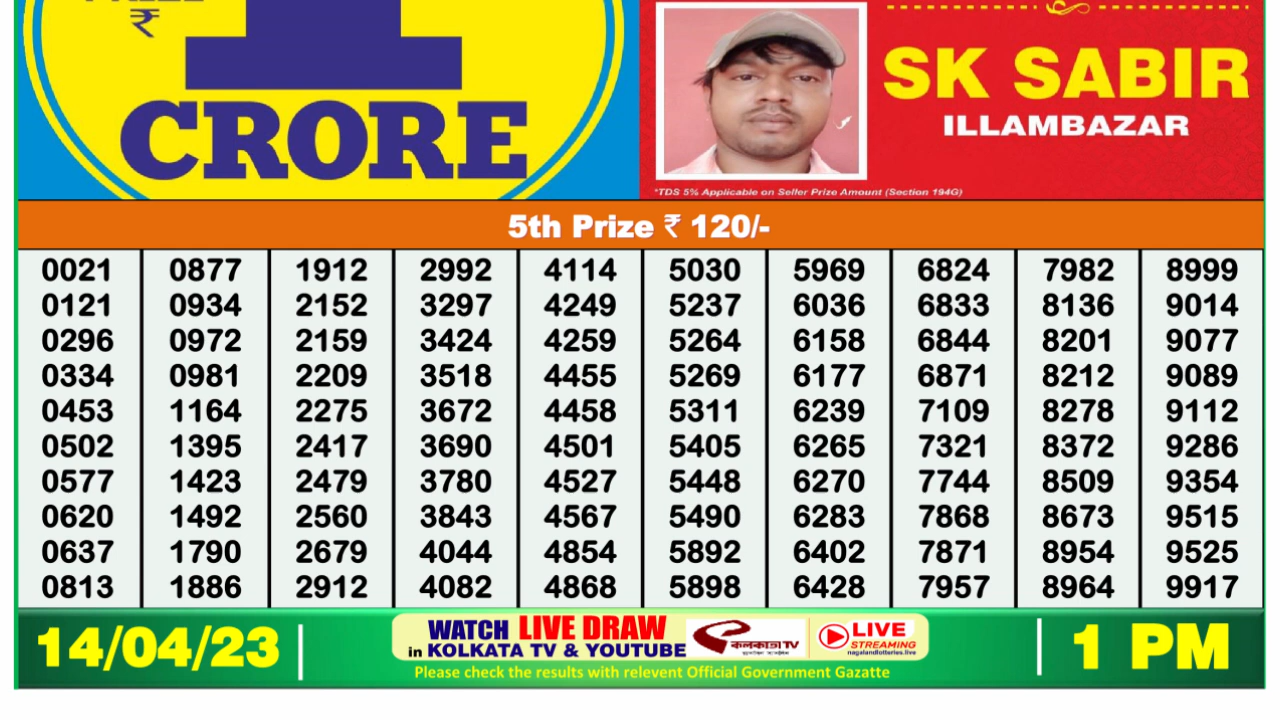 ₹
1
CRORE
SK SABIR
ILLAMBAZAR
*TDS 5% Applicable on Seller Prize Amount (Section 194G)
5th Prize ₹ 120/-
0021 0877 1912 2992 4114 5030 5969 6824 7982 8999
0121 0934 2152 3297 4249 5237 6036 6833 8136 9014
0296 0972 2159 3424 4259 5264 6158 6844 8201 9077
0334 0981 2209 3518 4455 5269 6177 6871 8212 9089
0453 1164 2275 3672 4458 5311 6239 7109 8278 9112
0502 1395 2417 3690 4501 5405 6265 7321 8372 9286
0577 1423 2479 3780 4527 5448 6270 7744 8509 9354
0620 1492 2560 3843 4567 5490 6283 7868 8673 9515
0637 1790 2679 4044 4854 5892 6402 7871 8954 9525
0813 1886 2912 4082 4868 5898 6428 7957 8964 9917
14/04/23
WATCH LIVE DRAW
in KOLKATA TV & YOUTUBE
কলকাতা TV
LIVE
STREAMING
nagalandlotteries.live
1 PM
Please check the results with relevent Official Government Gazatte